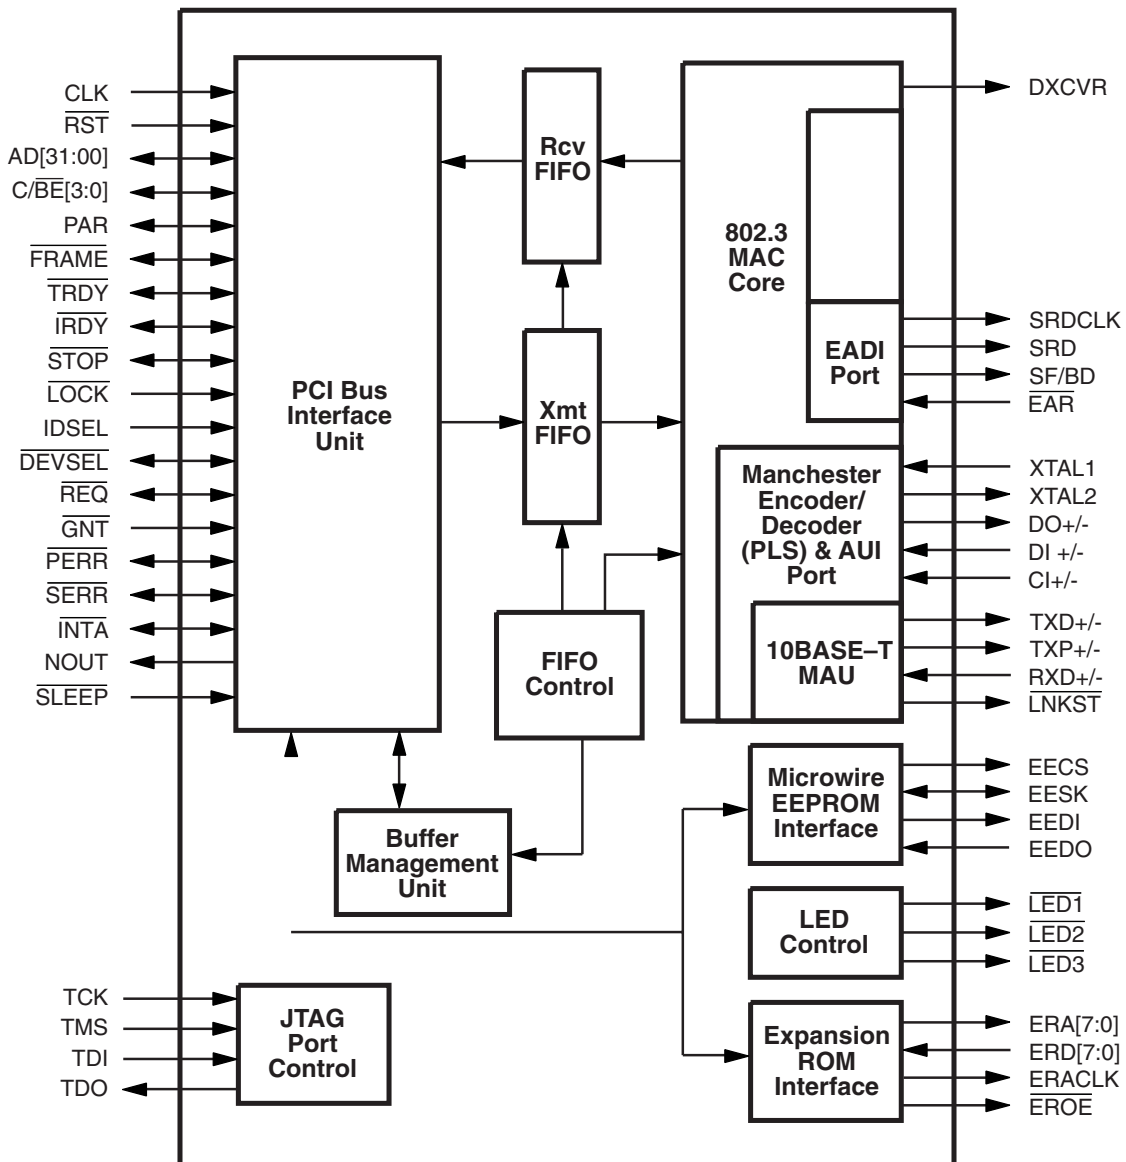 CLK
RST
AD[31:00]
C/BE[3:0]
PAR
FRAME
TRDY
IRDY
STOP
LOCK
IDSEL
DEVSEL
REQ
GNT
PERR
SERR
INTA
NOUT
SLEEP
PCI Bus
Interface
Unit
Rcv
FIFO
Xmt
FIFO
FIFO
Control
Buffer
Management
Unit
802.3
MAC
Core
EADI
Port
Manchester
Encoder/
Decoder
(PLS) & AUI
Port
10BASE–T
MAU
DXCVR
SRDCLK
SRD
SF/BD
EAR
XTAL1
XTAL2
DO+/-
DI +/-
CI+/-
TXD+/-
TXP+/-
RXD+/-
LNKST
Microwire
EEPROM
Interface
EECS
EESK
EEDI
EEDO
LED
Control
LED1
LED2
LED3
TCK
TMS
TDI
TDO
JTAG
Port
Control
Expansion
ROM
Interface
ERA[7:0]
ERD[7:0]
ERACLK
EROE